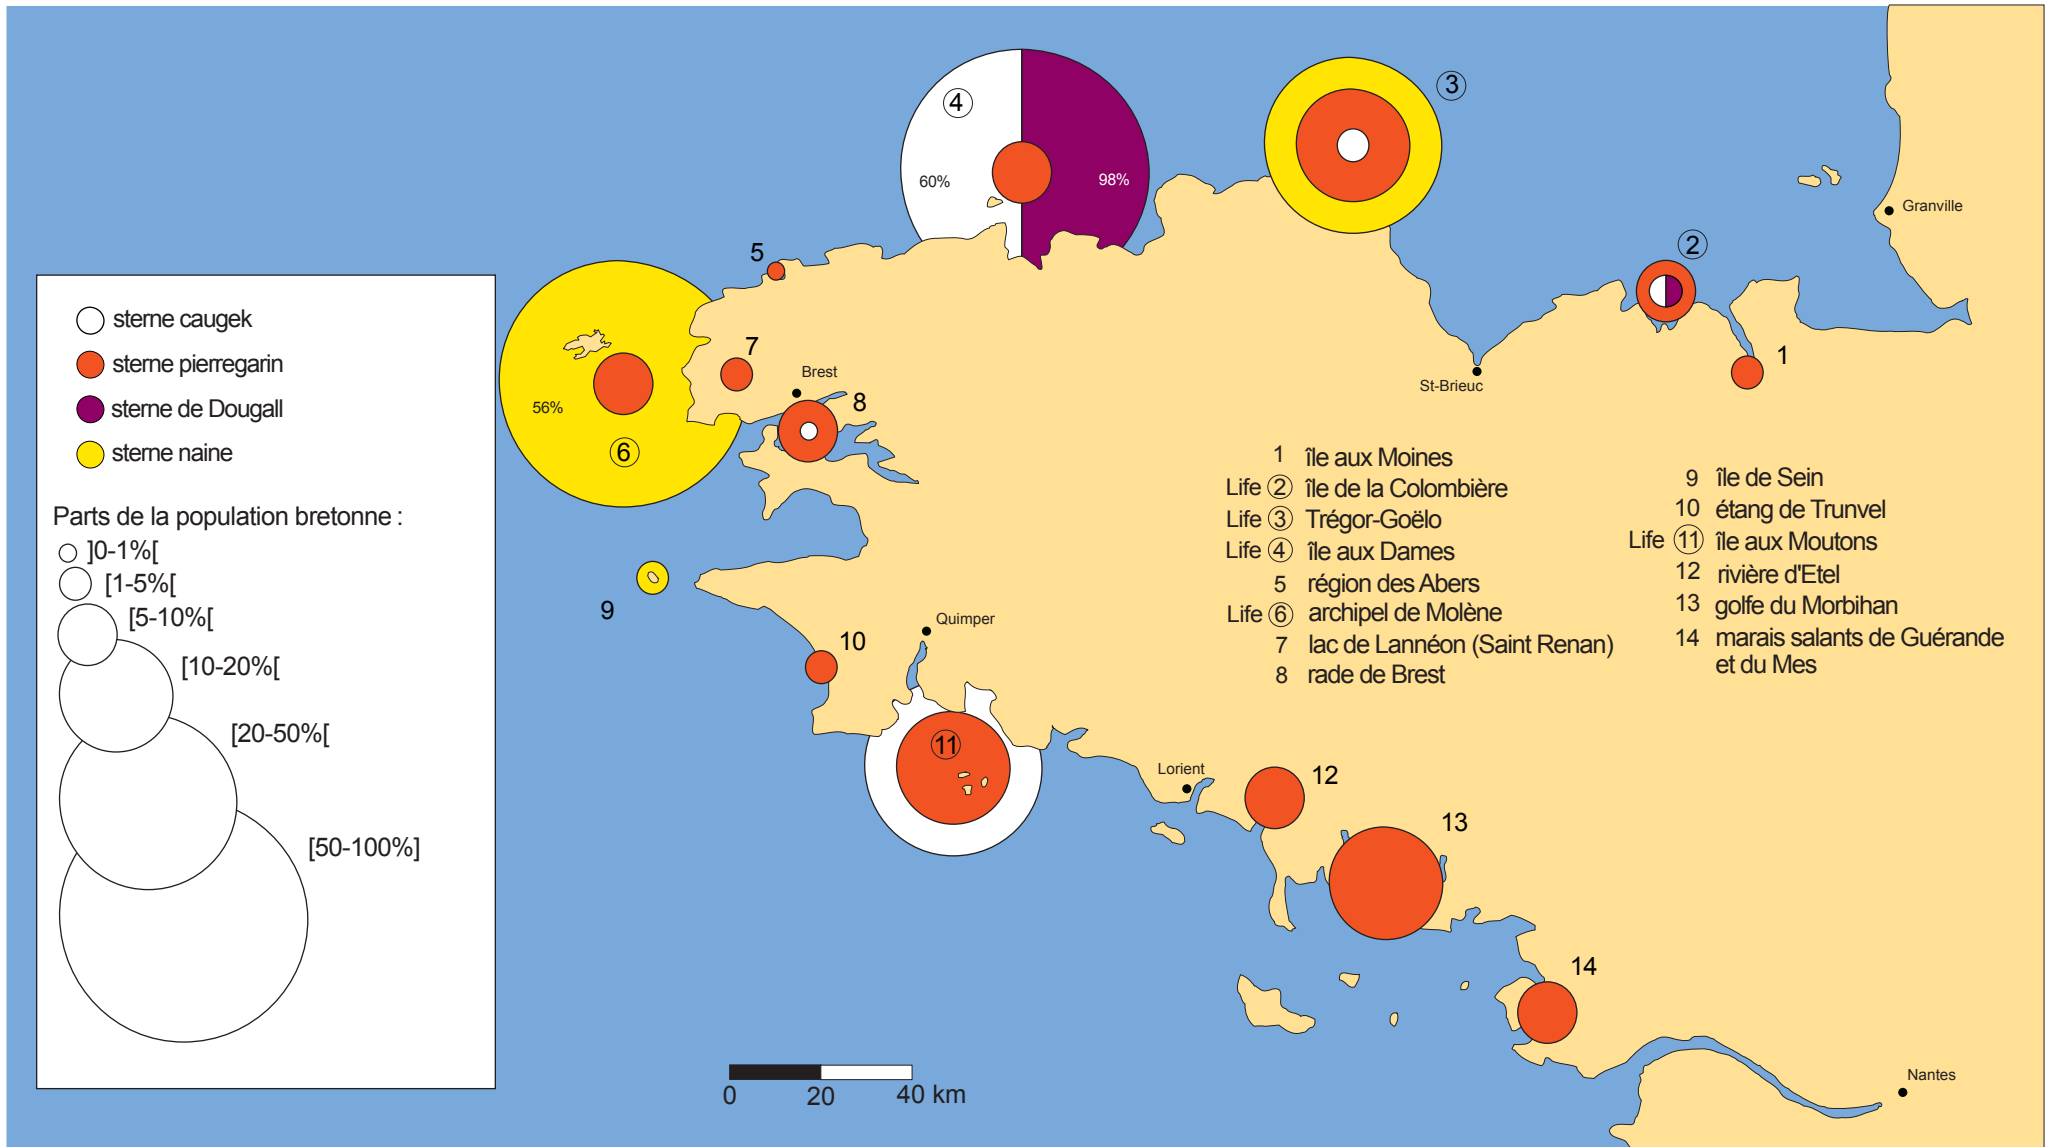 4
3
60%
98%
Granville
2
5
7
Brest
8
56%
6
St-Brieuc
1
9
10
Quimper
11
Lorient
12
13
14
Nantes
sterne caugek
sterne pierregarin
sterne de Dougall
sterne naine
Parts de la population bretonne :
]0-1%[
[1-5%[
[5-10%[
[10-20%[
[20-50%[
[50-100%]
1 île aux Moines
Life 2 île de la Colombière
Life 3 Trégor-Goëlo
Life 4 île aux Dames
5 région des Abers
Life 6 archipel de Molène
7 lac de Lannéon (Saint Renan)
8 rade de Brest
9 île de Sein
10 étang de Trunvel
Life 11 île aux Moutons
12 rivière d'Etel
13 golfe du Morbihan
14 marais salants de Guérande
et du Mes
0 20 40 km